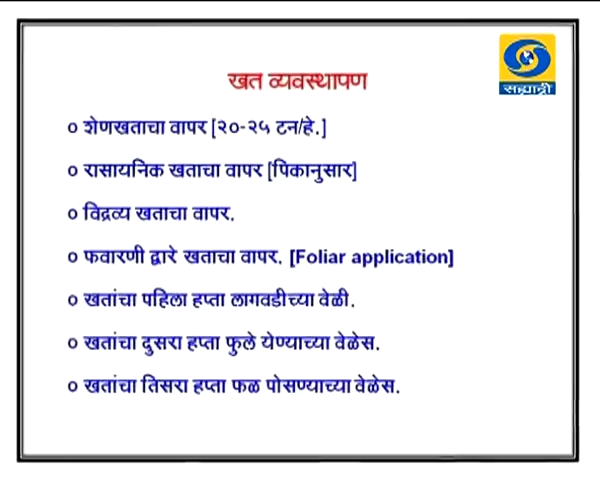 सह्याद्री
खत व्यवस्थापण
o शेणखताचा वापर [२०-२५ टन/हे.]
o रासायनिक खताचा वापर [पिकानुसार]
o विद्रव्य खताचा वापर.
o फवारणी द्वारे खताचा वापर. [Foliar application]
o खतांचा पहिला हप्ता लागवडीच्या वेळी.
o खतांचा दुसरा हप्ता फुले येण्याच्या वेळेस.
o खतांचा तिसरा हप्ता फळ पोसण्याच्या वेळेस.